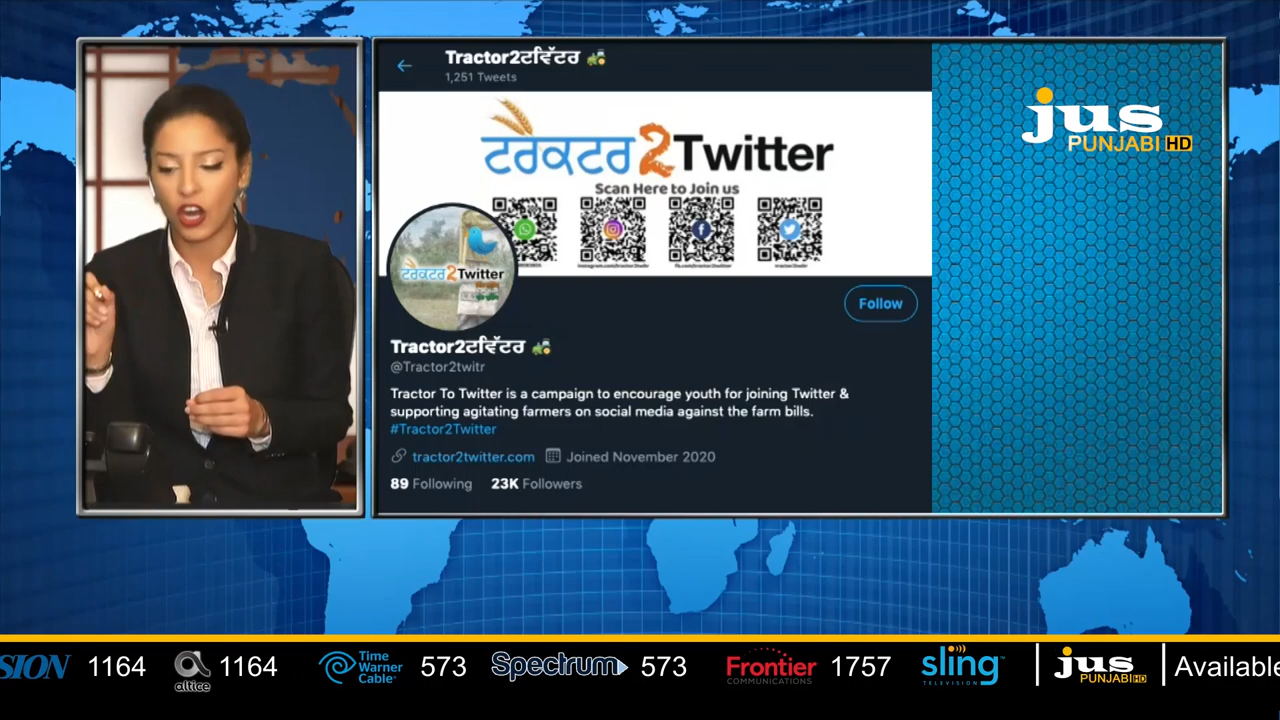 Tractor2ਟਵਿੱਟਰ
1,251 Tweets
ਟਰੈਕਟਰ2Twitter
Scan Here to Join us
ਟਰੈਕਟਰ2Twitter
Follow
Tractor2ਟਵਿੱਟਰ
@Tractor2twitr
Tractor To Twitter is a campaign to encourage youth for joining Twitter &
supporting agitating farmers on social media against the farm bills.
#Tractor2Twitter
tractor2twitter.com Joined November 2020
89 Following 23K Followers
jus
PUNJABI HD
SION 1164 altice 1164 Time Warner Cable 573 Spectrum 573 Frontier COMMUNICATIONS 1757 sling TELEVISION jus PUNJABI HD Available